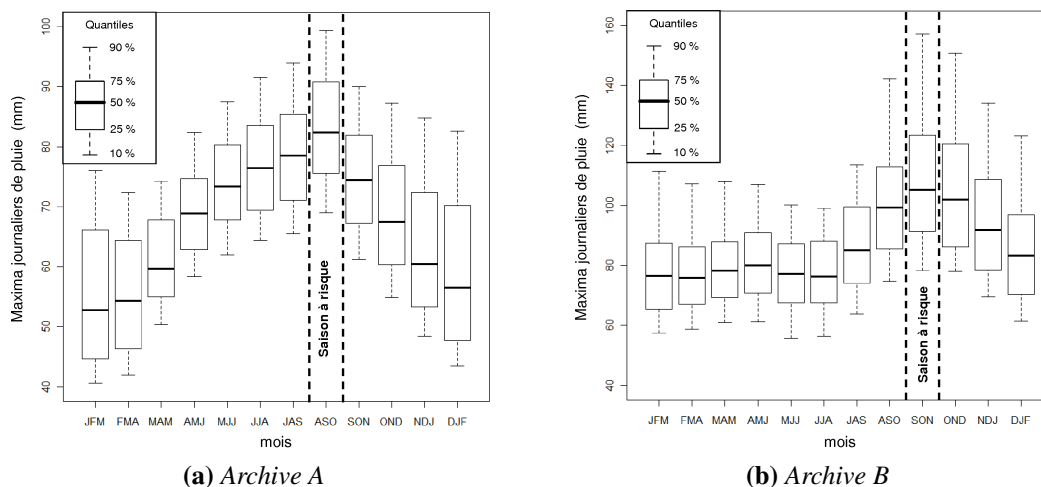 Quantiles
90 %
75 %
50 %
25 %
10 %
Maxima journaliers de pluie (mm)
100
90
80
70
60
50
40
Saison à risque
JFM FMA MAM AMJ MJJ JJA JAS ASO SON OND NDJ DJF
mois
(a) Archive A
Quantiles
90 %
75 %
50 %
25 %
10 %
Maxima journaliers de pluie (mm)
160
140
120
100
80
60
40
Saison à risque
JFM FMA MAM AMJ MJJ JJA JAS ASO SON OND NDJ DJF
mois
(b) Archive B